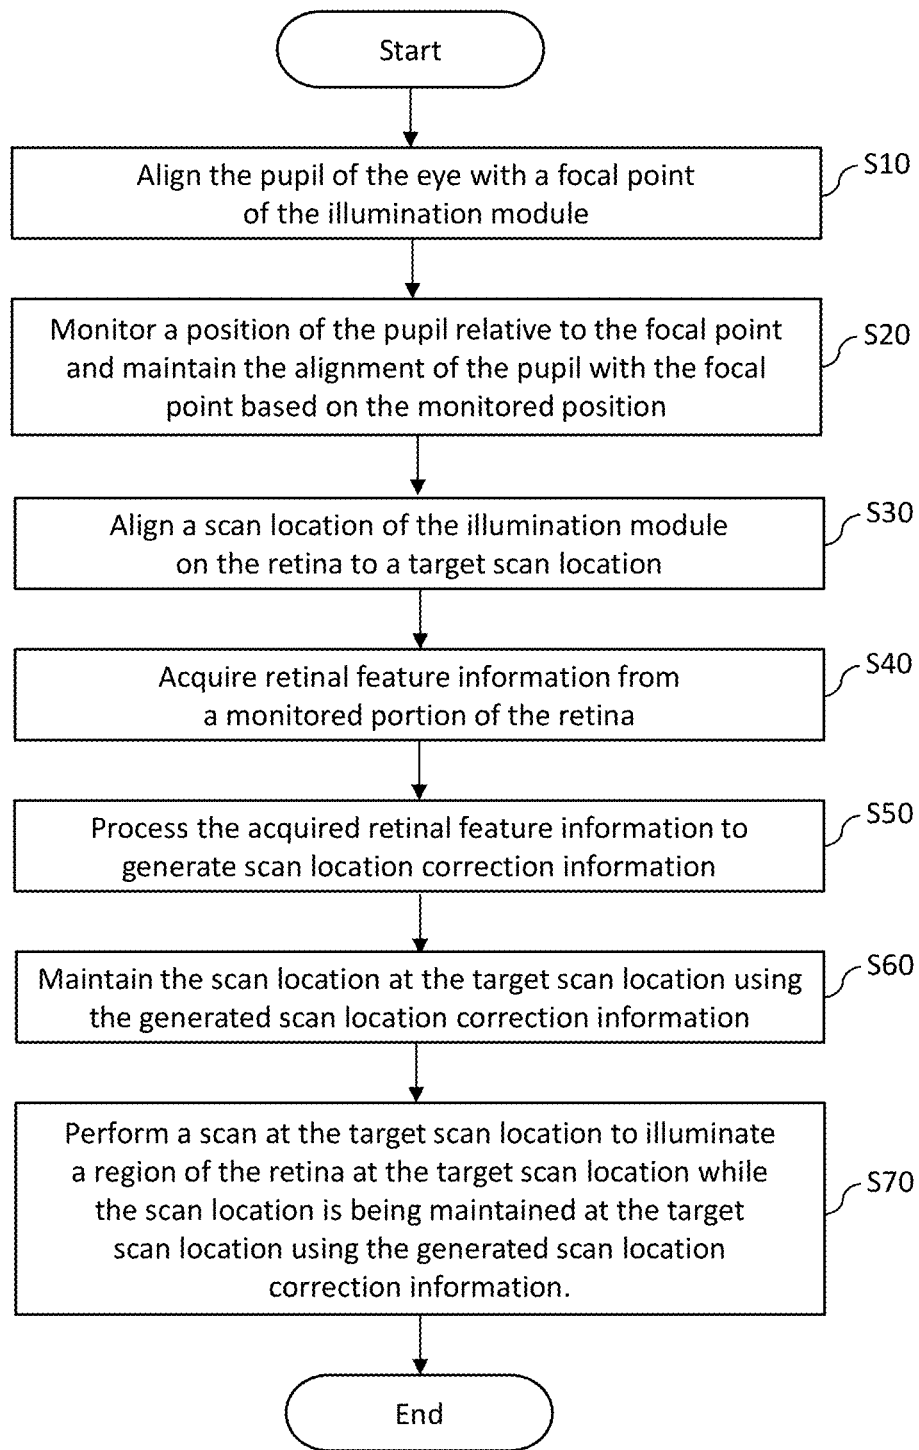 Start
Align the pupil of the eye with a focal point
of the illumination module
S10
Monitor a position of the pupil relative to the focal point
and maintain the alignment of the pupil with the focal
point based on the monitored position
S20
Align a scan location of the illumination module
on the retina to a target scan location
S30
Acquire retinal feature information from
a monitored portion of the retina
S40
Process the acquired retinal feature information to
generate scan location correction information
S50
Maintain the scan location at the target scan location using
the generated scan location correction information
S60
Perform a scan at the target scan location to illuminate
a region of the retina at the target scan location while
the scan location is being maintained at the target
scan location using the generated scan location
correction information.
S70
End